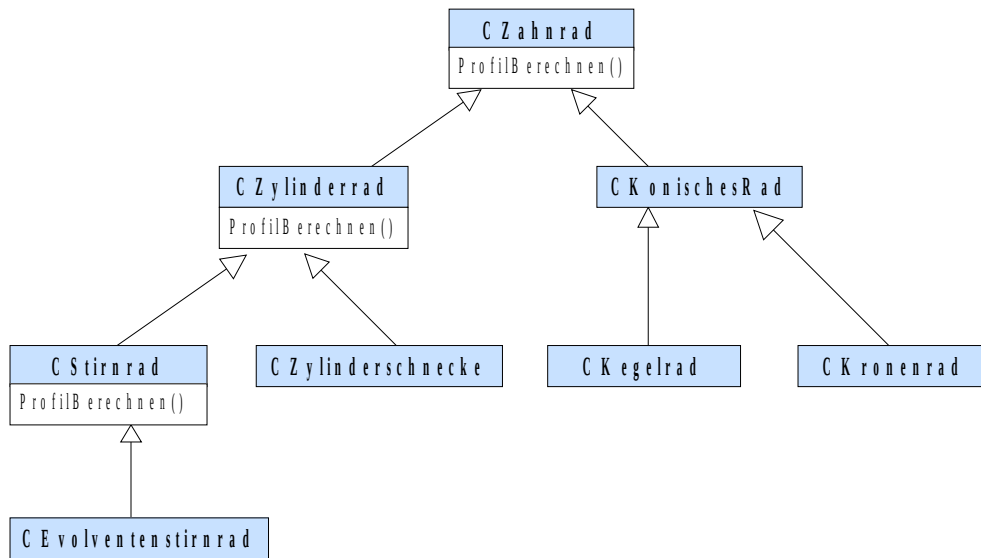 CZahnrad
ProfilBerechnen()
CZylinderrad
CKonischesRad
ProfilBerechnen()
CStirnrad
CZylinderschnecke
CKegelrad
CKronenrad
ProfilBerechnen()
CEvolventenstirnrad